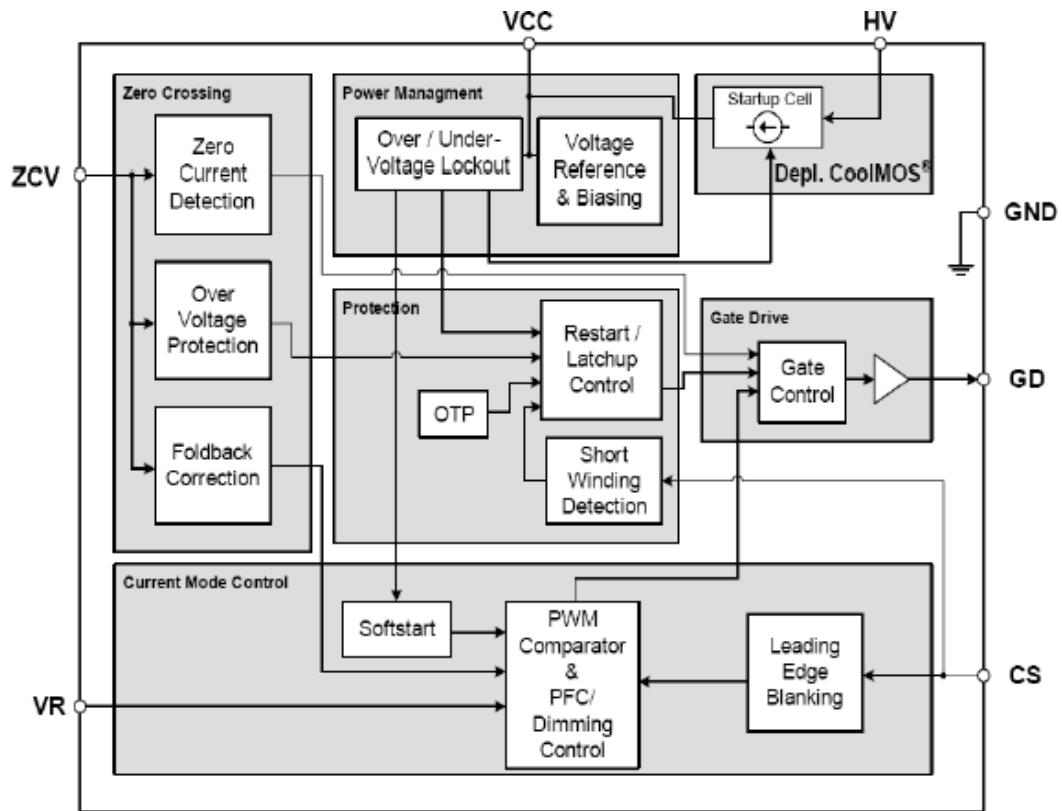 VCC
HV
Zero Crossing
Power Managment
Startup Cell
Depl. CoolMOS®
Zero
Current
Detection
Over / Under-
Voltage Lockout
Voltage
Reference
& Biasing
ZCV
GND
Over
Voltage
Protection
Protection
Restart /
Latchup
Control
Gate Drive
Gate
Control
GD
OTP
Foldback
Correction
Short
Winding
Detection
Current Mode Control
Softstart
PWM
Comparator
&
PFC/
Dimming
Control
Leading
Edge
Blanking
CS
VR